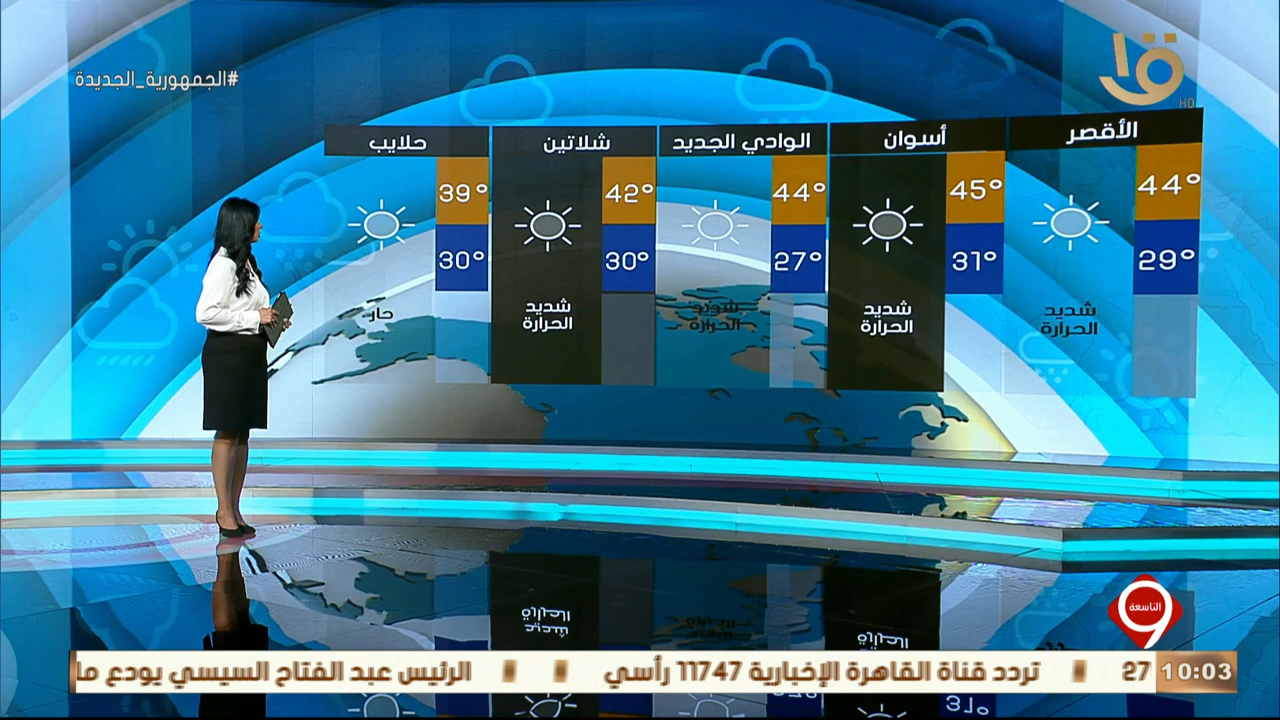 #الجمهورية_الجديدة
HD
الأقصر
44°
29°
شديد
الحرارة
أسوان
45°
31°
شديد
الحرارة
الوادي الجديد
44°
27°
شديد
الحرارة
شلاتين
42°
30°
شديد
الحرارة
حلايب
39°
30°
حار
التاسعة
9
10:03
27 تردد قناة القاهرة الإخبارية 11747 رأسي الرئيس عبد الفتاح السيسي يودع ما